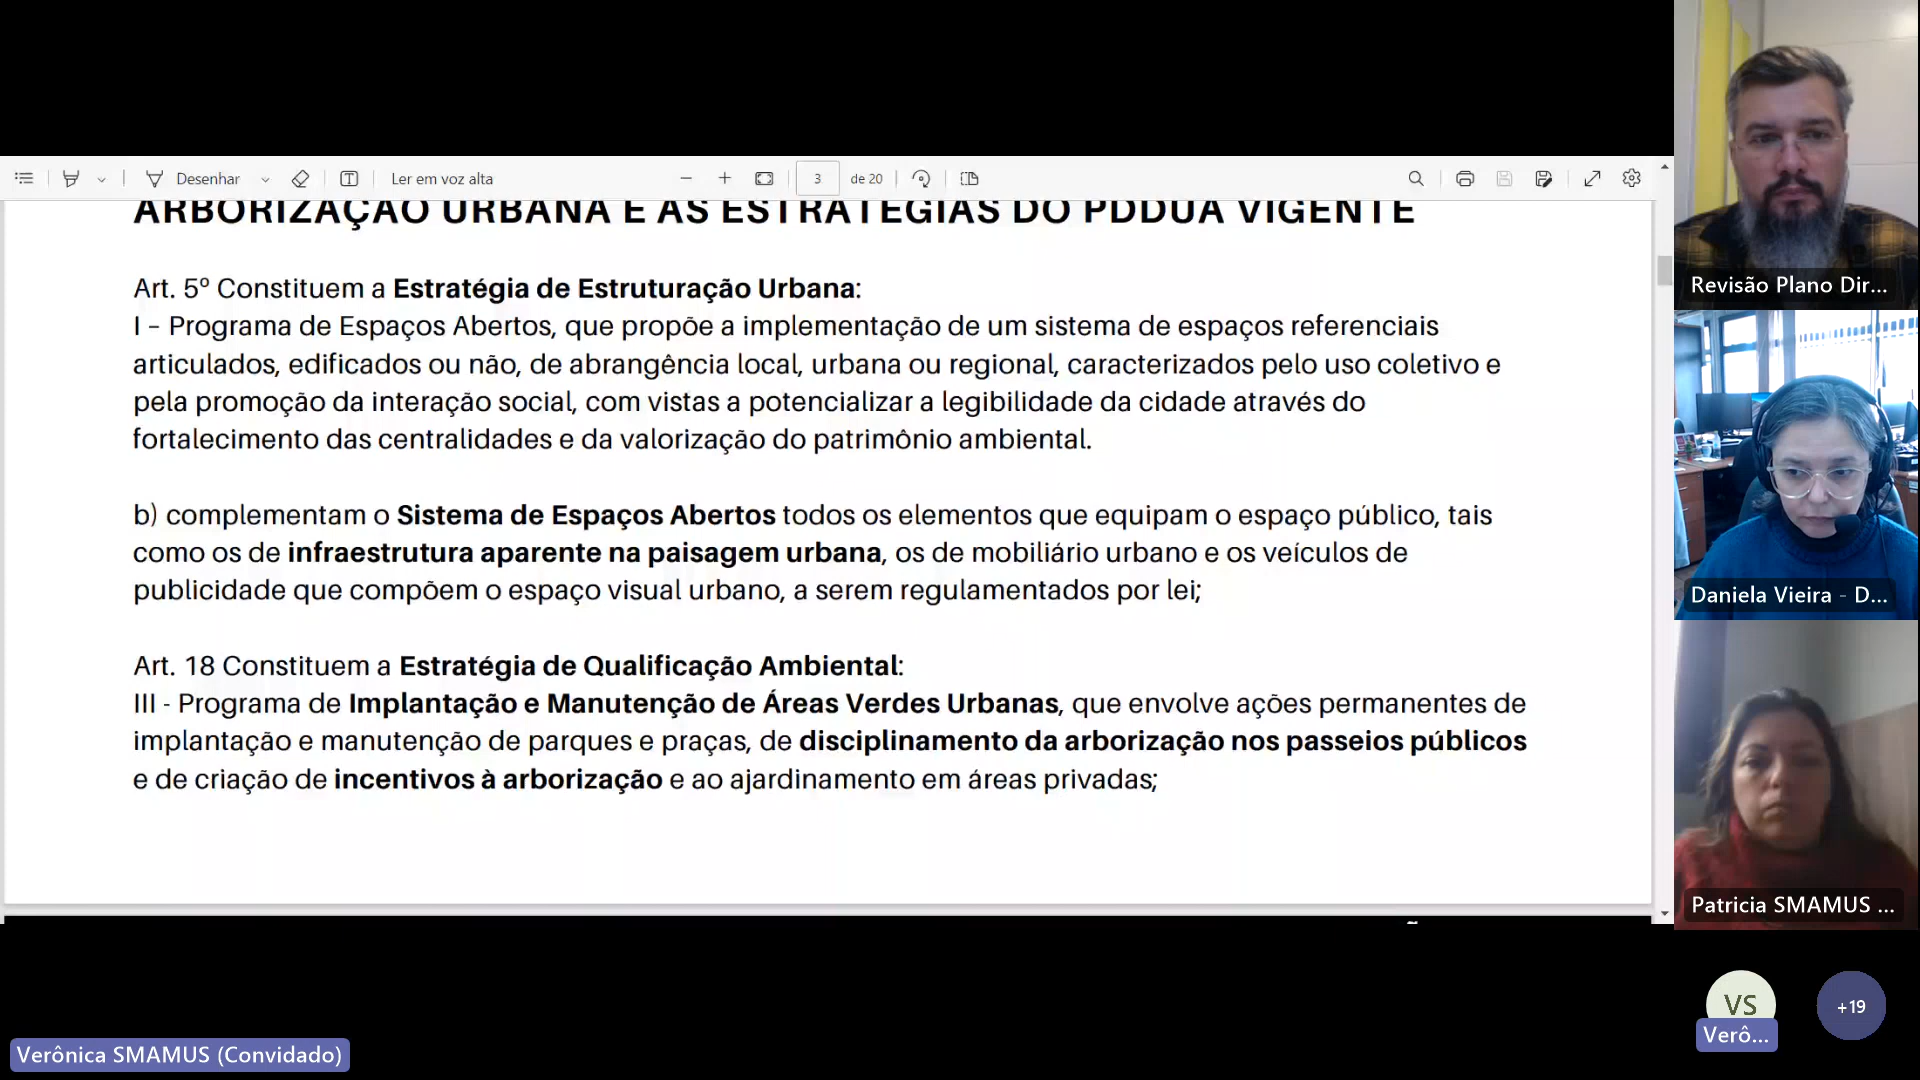 Desenhar
Ler em voz alta
3
de 20
ARBORIZAÇÃO URBANA E AS ESTRATÉGIAS DO PDDUA VIGENTE
Art. 5º Constituem a Estratégia de Estruturação Urbana:
I – Programa de Espaços Abertos, que propõe a implementação de um sistema de espaços referenciais
articulados, edificados ou não, de abrangência local, urbana ou regional, caracterizados pelo uso coletivo e
pela promoção da interação social, com vistas a potencializar a legibilidade da cidade através do
fortalecimento das centralidades e da valorização do patrimônio ambiental.
b) complementam o Sistema de Espaços Abertos todos os elementos que equipam o espaço público, tais
como os de infraestrutura aparente na paisagem urbana, os de mobiliário urbano e os veículos de
publicidade que compõem o espaço visual urbano, a serem regulamentados por lei;
Art. 18 Constituem a Estratégia de Qualificação Ambiental:
III - Programa de Implantação e Manutenção de Áreas Verdes Urbanas, que envolve ações permanentes de
implantação e manutenção de parques e praças, de disciplinamento da arborização nos passeios públicos
e de criação de incentivos à arborização e ao ajardinamento em áreas privadas;
Revisão Plano Dir...
Daniela Vieira - D...
Patricia SMAMUS ...
VS
Verô...
+19
Verônica SMAMUS (Convidado)